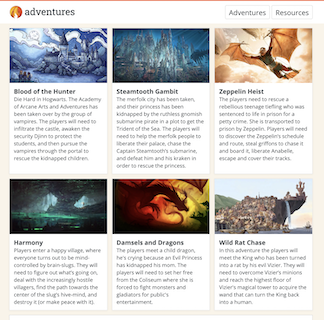 adventures
Adventures
Resources
Blood of the Hunter
Die Hard in Hogwarts. The Academy
of Arcane Arts and Adventures has
been taken over by the group of
vampires. The players will need to
infiltrate the castle, awaken the
security Djinn to protect the
students, and then pursue the
vampires through the portal to
rescue the kidnapped children.
Steamtooth Gambit
The merfolk city has been taken,
and their princess has been
kidnapped by the ruthless gnomish
submarine pirate in a plot to get the
Trident of the Sea. The players will
need to help the merfolk people to
liberate their palace, chase the
Captain Steamtooth's submarine,
and defeat him and his kraken in
order to rescue the princess.
Zeppelin Heist
The players need to rescue a
rebellious teenage tiefling who was
sentenced to life in prison for a
petty crime. She is transported to
prison by Zeppelin. Players will need
to discover the Zeppelin's schedule
and route, steal griffons to chase it
and board it, liberate Anabelle,
escape and cover their tracks.
Harmony
Players enter a happy village, where
everyone turns out to be mind-
controlled by brain-slugs. They will
need to figure out what's going on,
deal with the increasingly hostile
villagers, find the path towards the
center of the slug's hive-mind, and
destroy it (or make peace with it).
Damsels and Dragons
The players meet a child dragon,
he's crying because an Evil Princess
has kidnapped his mom. The
players will need to set her free
from the Coliseum where she is
forced to fight monsters and
gladiators for public's
entertainment.
Wild Rat Chase
In this adventure the players will
meet the King who has been turned
into a rat by his evil Vizier. They will
need to overcome Vizier's minions
and reach the highest floor of
Vizier's magical tower to acquire the
wand that can turn the King back
into a human.